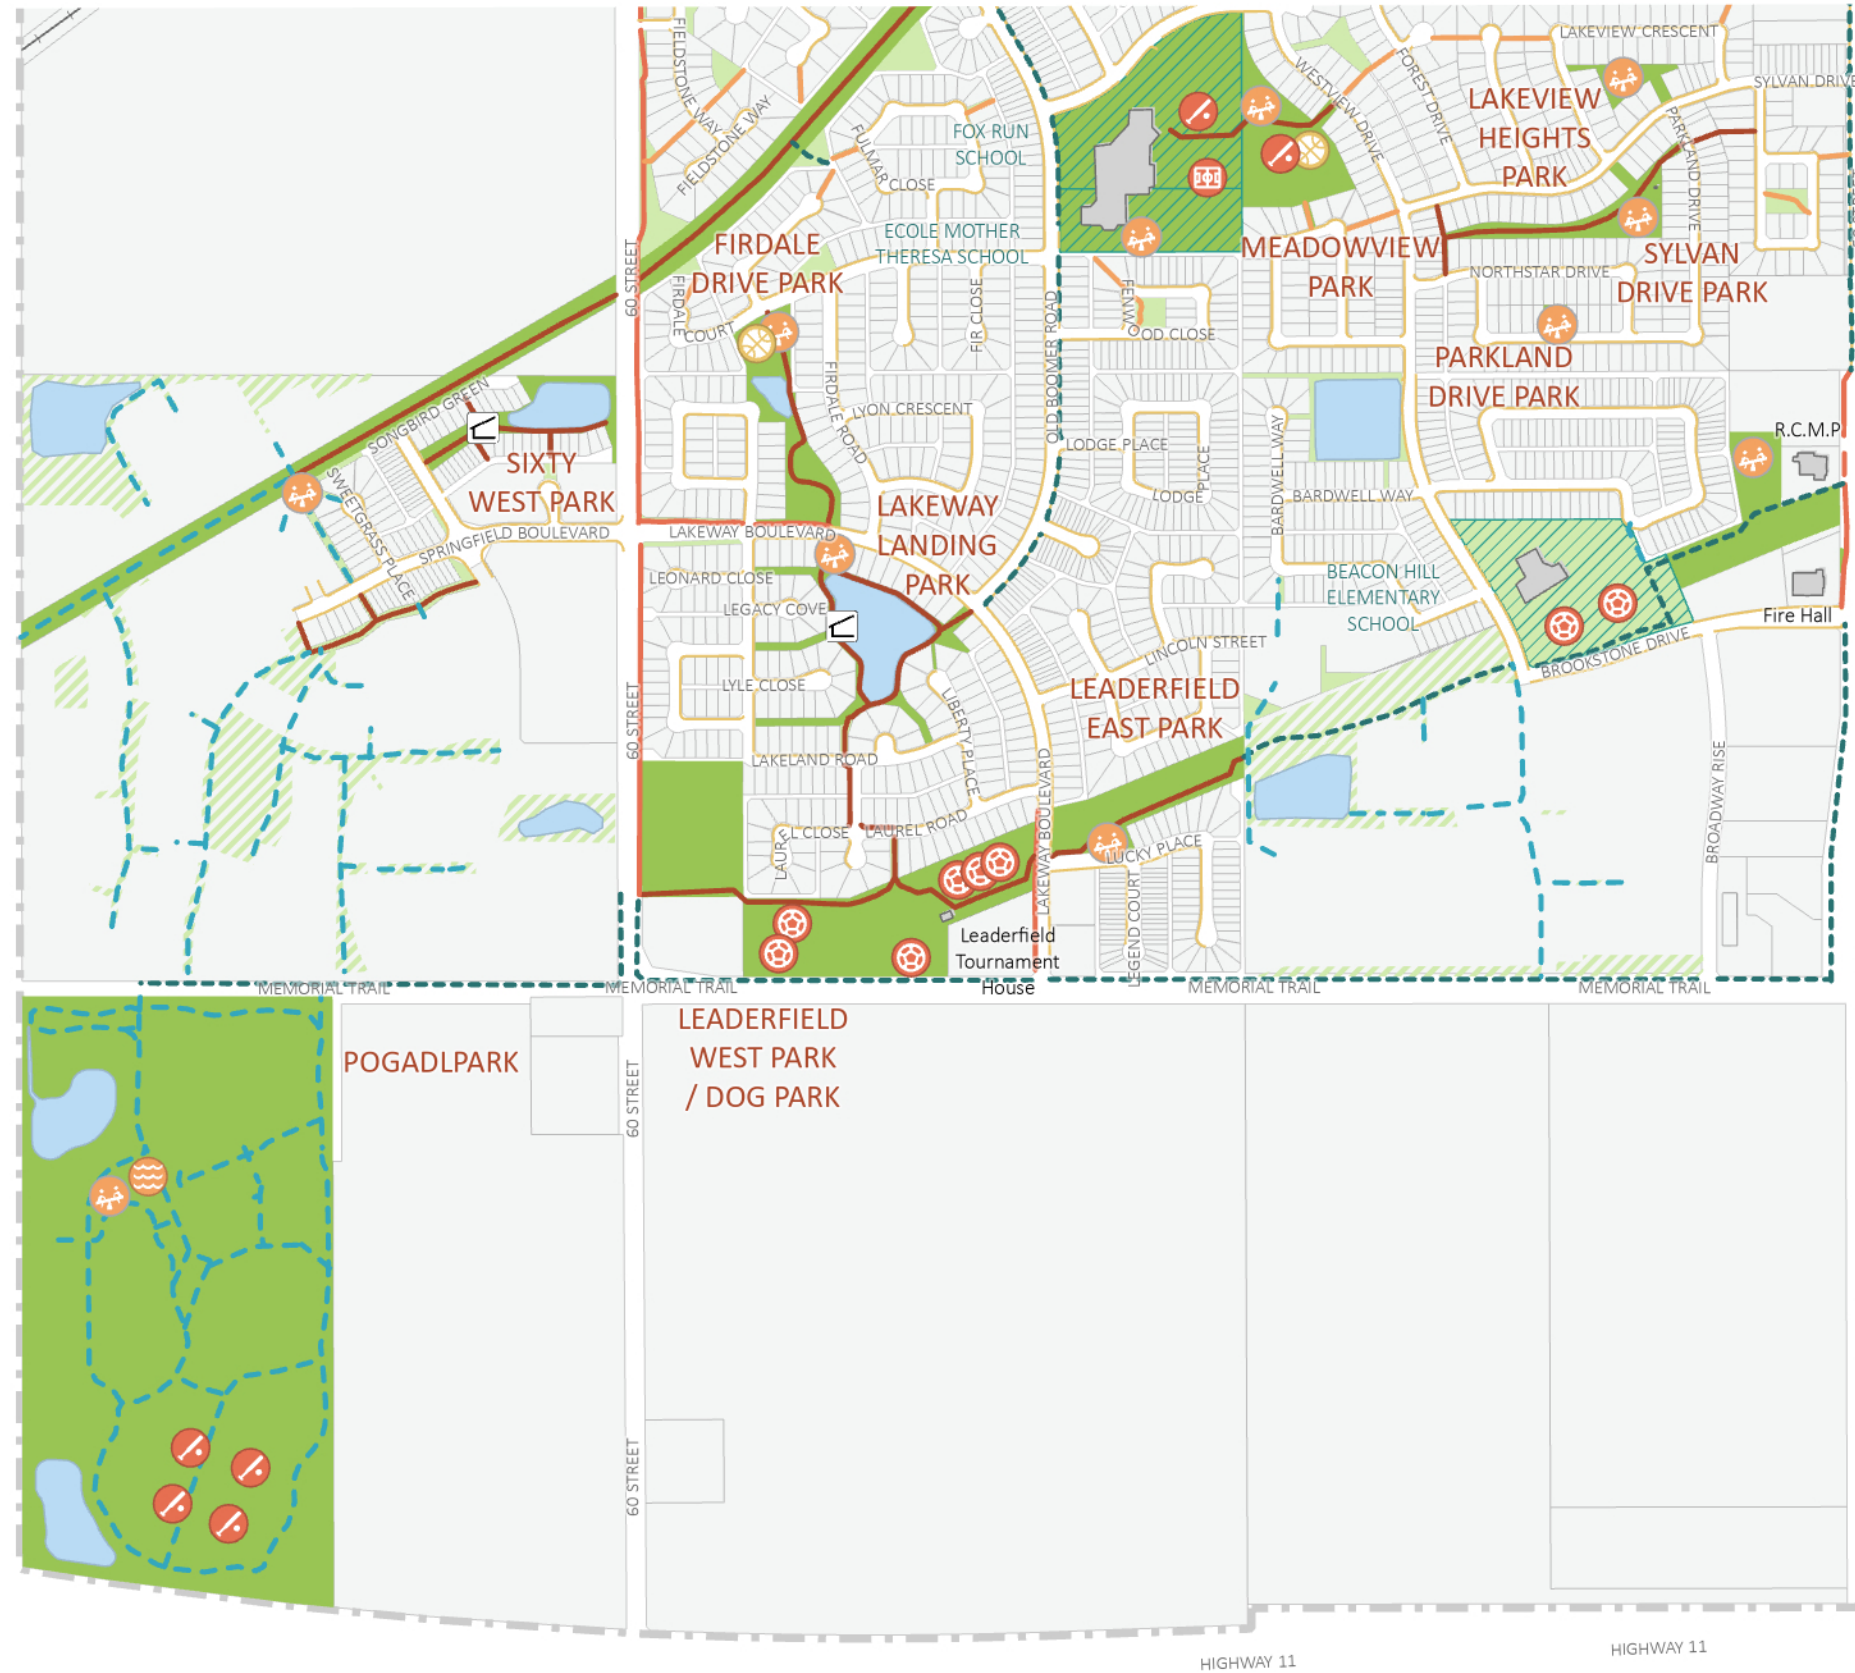 LAKEVIEW CRESCENT
FIELDSTONE WAY
FIELDSTONE WAY
FULMAR
CLOSE
FOX RUN
SCHOOL
WESTVIEW DRIVE
FOREST DRIVE
SYLVAN DRIVE
LAKEVIEW
HEIGHTS
PARK
PARKLAND DRIVE
60 STREET
FIRDALE
DRIVE PARK
ECOLE MOTHER
THERESA SCHOOL
MEADOWVIEW
PARK
SYLVAN
DRIVE PARK
NORTHSTAR DRIVE
FIRDALE
COURT
FIR CLOSE
OLD BOOMER ROAD
FENWOOD CLOSE
PARKLAND
DRIVE PARK
FIRDALE ROAD
LYON CRESCENT
LODGE PLACE
LODGE
PLACE
BARDWELL WAY
BARDWELL WAY
R.C.M.P
SONGBIRD GREEN
SIXTY
WEST PARK
SWEETGRASS PLACE
SPRINGFIELD BOULEVARD
LAKEWAY BOULEVARD
LAKEWAY
LANDING
PARK
LEONARD CLOSE
LEGACY COVE
BEACON HILL
ELEMENTARY
SCHOOL
Fire Hall
LINCOLN STREET
BROOKSTONE DRIVE
60 STREET
LYLE CLOSE
LIBERTY PLACE
LEADERFIELD
EAST PARK
LAKELAND ROAD
LAUREL CLOSE
LAUREL ROAD
LAKEWAY BOULEVARD
LUCKY PLACE
LEGEND COURT
BROADWAY RISE
Leaderfield
Tournament
House
MEMORIAL TRAIL
MEMORIAL TRAIL
MEMORIAL TRAIL
MEMORIAL TRAIL
POGADLPARK
LEADERFIELD
WEST PARK
/ DOG PARK
60 STREET
60 STREET
HIGHWAY 11
HIGHWAY 11